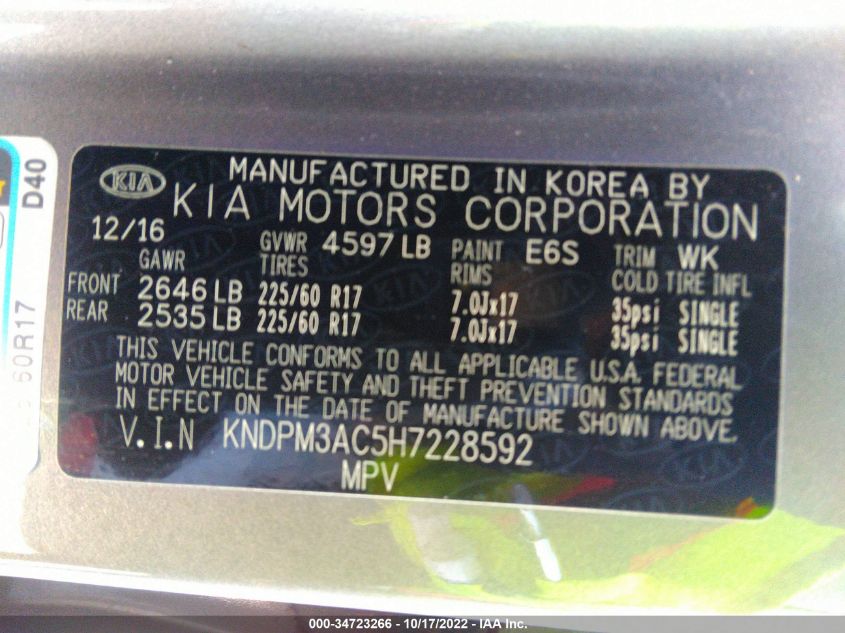 KIA
MANUFACTURED IN KOREA BY
KIA MOTORS CORPORATION
12/16 GVWR 4597 LB PAINT E6S TRIM WK
GAWR TIRES RIMS COLD TIRE INFL
FRONT 2646 LB 225/60 R17 7.0Jx17 35psi SINGLE
REAR 2535 LB 225/60 R17 7.0Jx17 35psi SINGLE
THIS VEHICLE CONFORMS TO ALL APPLICABLE U.S.A. FEDERAL
MOTOR VEHICLE SAFETY AND THEFT PREVENTION STANDARDS
IN EFFECT ON THE DATE OF MANUFACTURE SHOWN ABOVE.
V.I.N KNDPM3AC5H7228592
MPV
D40
60R17
000-34723266 - 10/17/2022 - IAA Inc.